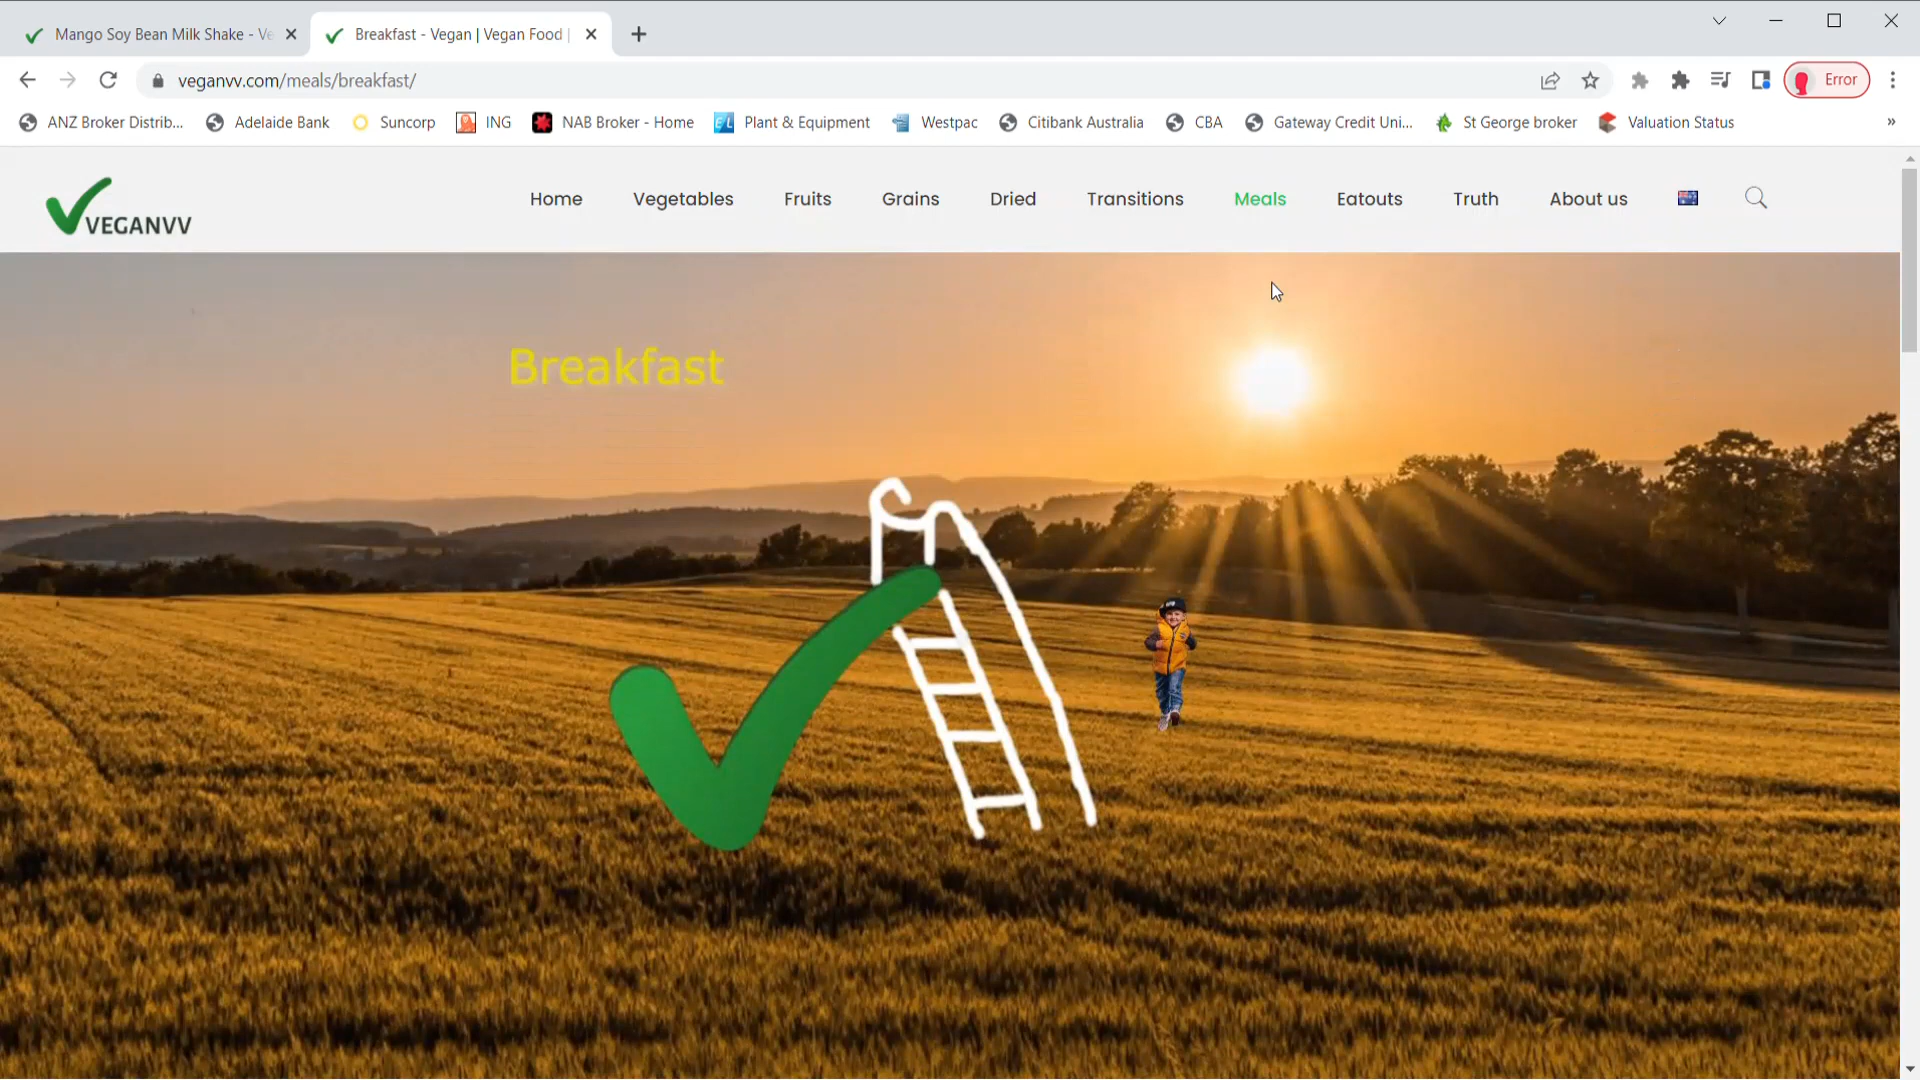 Mango Soy Bean Milk Shake - Ve
Breakfast - Vegan | Vegan Food |
veganvv.com/meals/breakfast/
Error
ANZ Broker Distrib...
Adelaide Bank
Suncorp
ING
NAB Broker - Home
Plant & Equipment
Westpac
Citibank Australia
CBA
Gateway Credit Uni...
St George broker
Valuation Status
VEGANVV
Home
Vegetables
Fruits
Grains
Dried
Transitions
Meals
Eatouts
Truth
About us
Breakfast